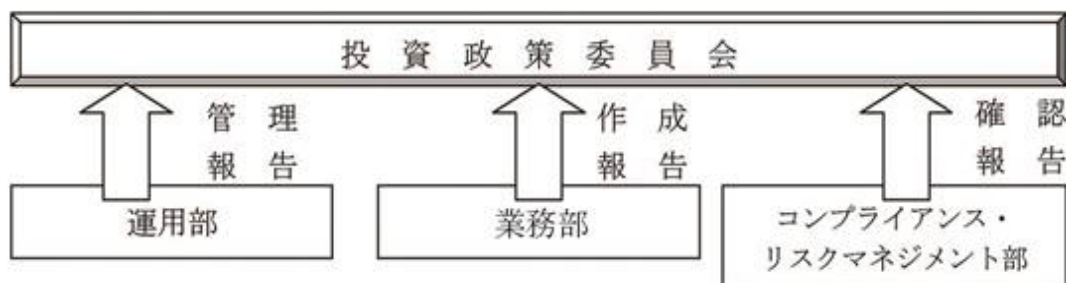 投資政策委員会
管理
報告
作成
報告
確認
報告
運用部
業務部
コンプライアンス・
リスクマネジメント部